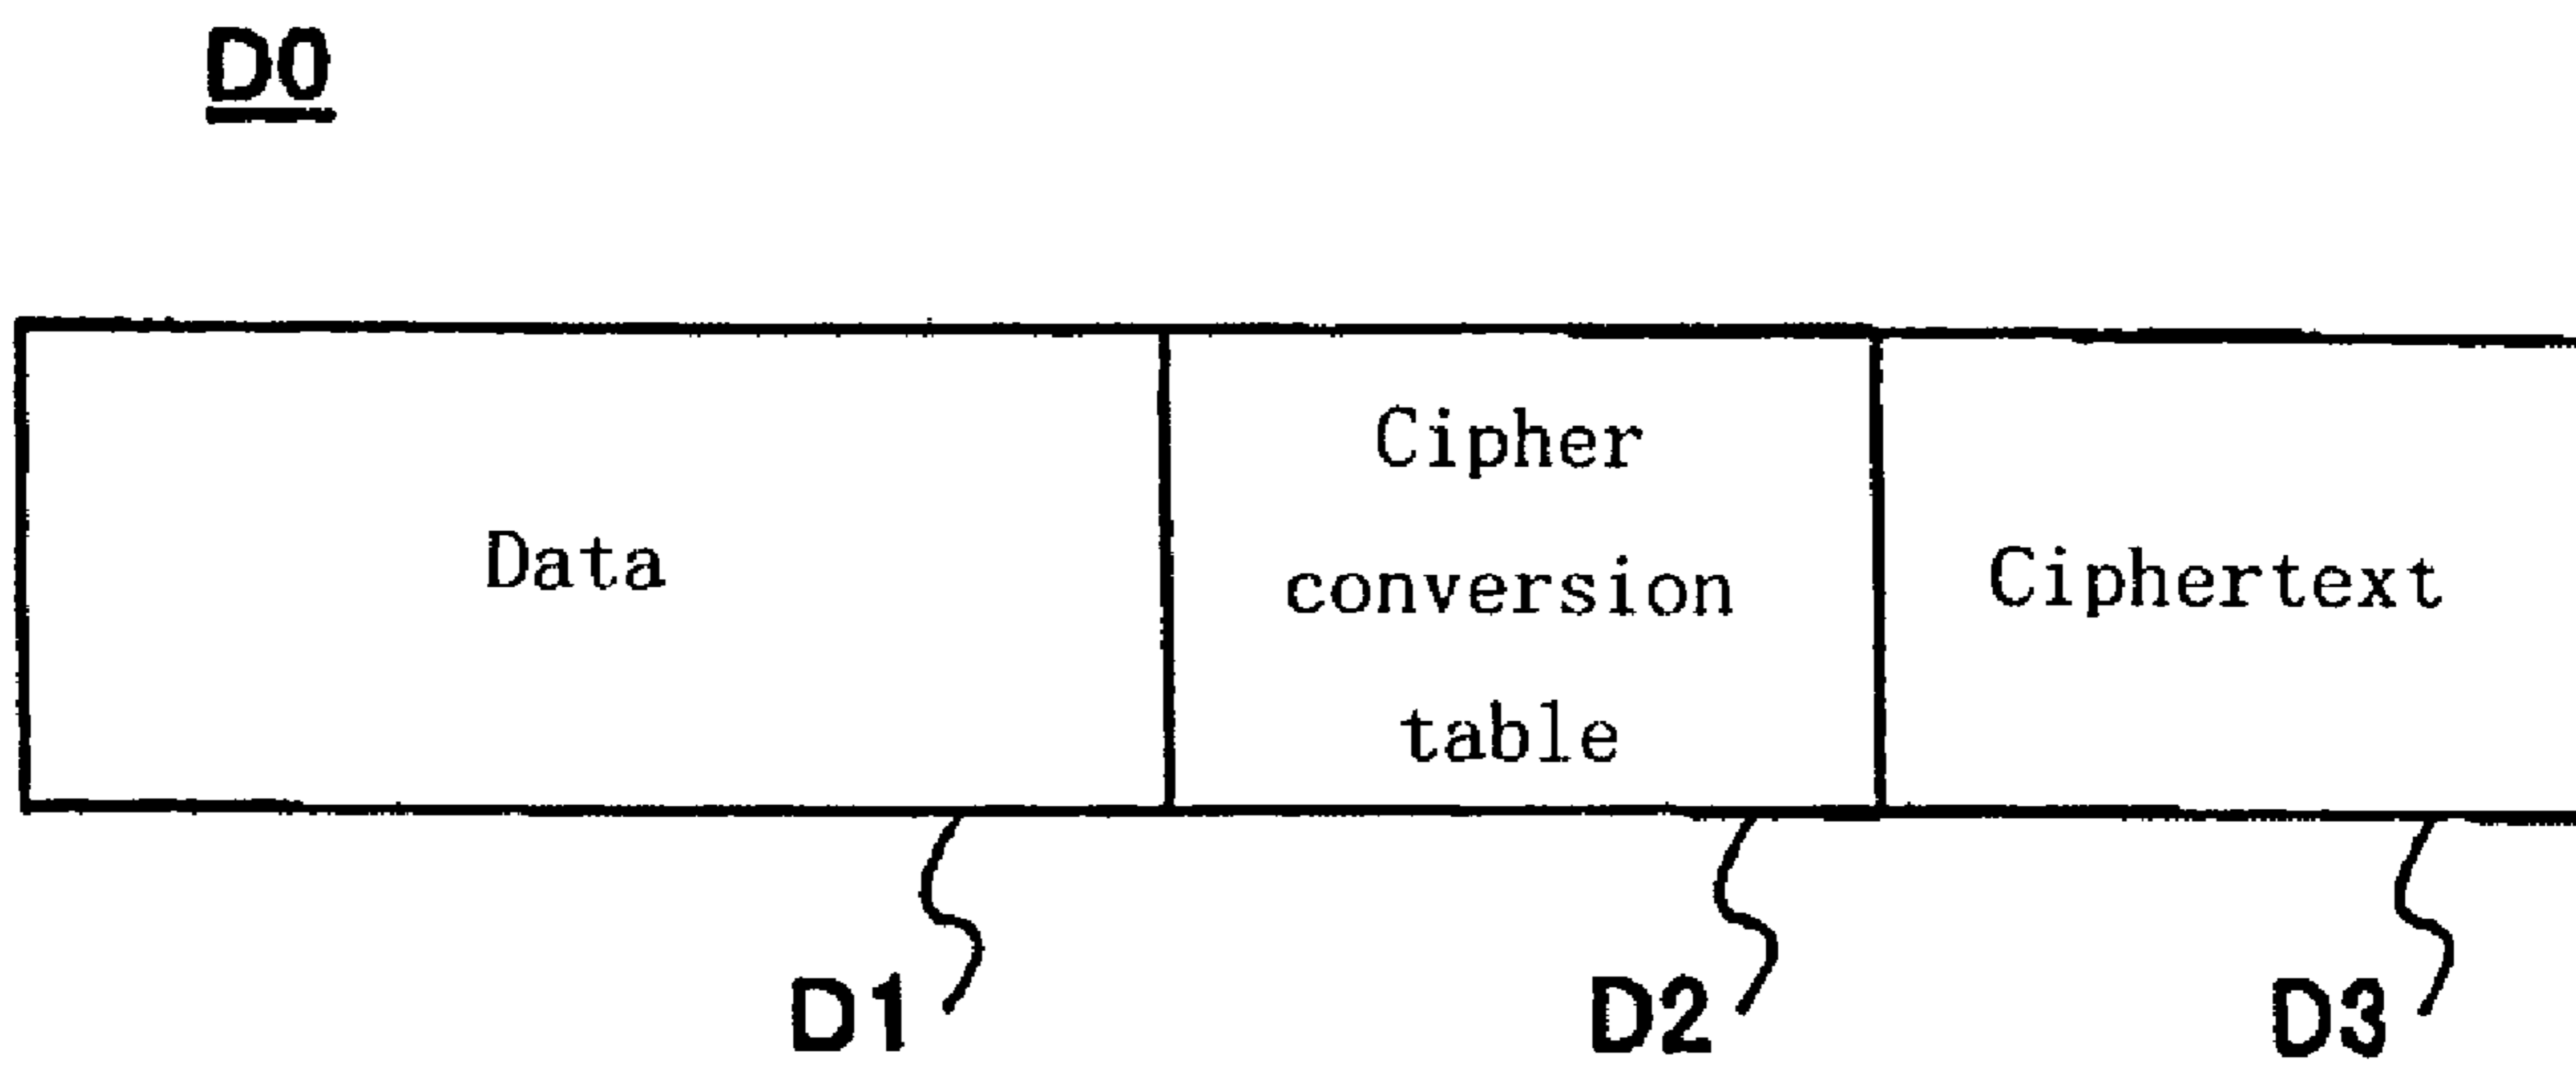 D0
Data
Cipher
conversion
table
Ciphertext
D1
D2
D3